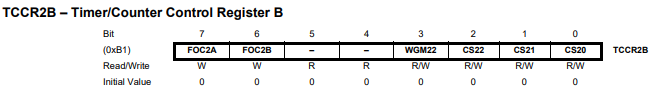 TCCR2B – Timer/Counter Control Register B
Bit 7 6 5 4 3 2 1 0
(0xB1) FOC2A FOC2B – – WGM22 CS22 CS21 CS20 TCCR2B
Read/Write W W R R R/W R/W R/W R/W
Initial Value 0 0 0 0 0 0 0 0